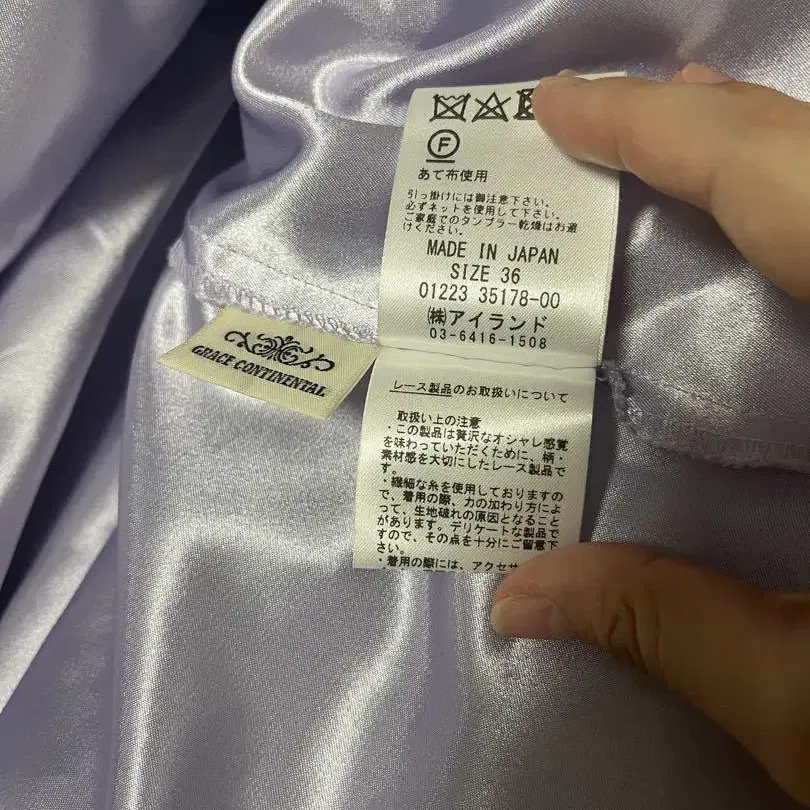 F
あて布使用
引っ掛けには御注意下さい。
必ずネットを使用して下さい。
ご家庭でのタンブラー乾燥はお避
けください。
MADE IN JAPAN
SIZE 36
01223 35178-00
㈱アイランド
03-6416-1508
GRACE CONTINENTAL
レース製品のお取扱いについて
取扱い上の注意
・この製品は贅沢なオシャレ感覚
を味わっていただくために、柄・
素材感を大切にしたレース製品で
す。
・繊細な糸を使用しておりますの
で、着用の際、力の加わり方によ
って、生地破れの原因となること
があります。デリケートな製品で
すので、その点を十分にご留意下
さい。
・着用の際には、アクセサ